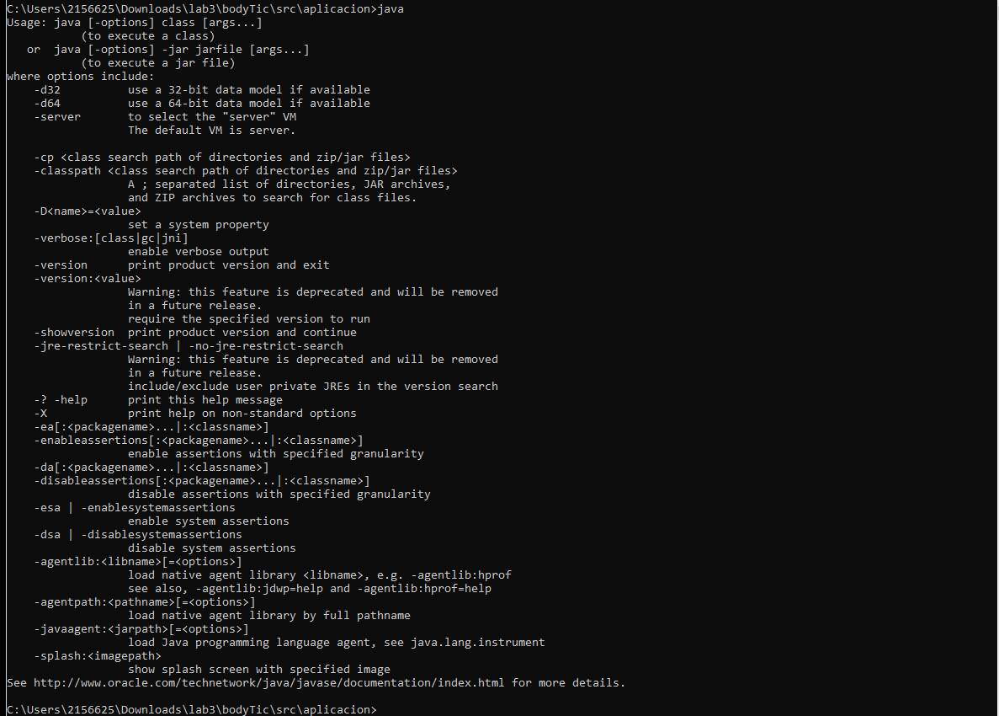 C:\Users\2156625\Downloads\lab3\bodyTic\src\aplicacion>java
Usage: java [-options] class [args...]
           (to execute a class)
   or  java [-options] -jar jarfile [args...]
           (to execute a jar file)
where options include:
    -d32          use a 32-bit data model if available
    -d64          use a 64-bit data model if available
    -server       to select the "server" VM
                  The default VM is server.

    -cp <class search path of directories and zip/jar files>
    -classpath <class search path of directories and zip/jar files>
                  A ; separated list of directories, JAR archives,
                  and ZIP archives to search for class files.
    -D<name>=<value>
                  set a system property
    -verbose:[class|gc|jni]
                  enable verbose output
    -version      print product version and exit
    -version:<value>
                  Warning: this feature is deprecated and will be removed
                  in a future release.
                  require the specified version to run
    -showversion  print product version and continue
    -jre-restrict-search | -no-jre-restrict-search
                  Warning: this feature is deprecated and will be removed
                  in a future release.
                  include/exclude user private JREs in the version search
    -? -help      print this help message
    -X            print help on non-standard options
    -ea[:<packagename>...|:<classname>]
    -enableassertions[:<packagename>...|:<classname>]
                  enable assertions with specified granularity
    -da[:<packagename>...|:<classname>]
    -disableassertions[:<packagename>...|:<classname>]
                  disable assertions with specified granularity
    -esa | -enablesystemassertions
                  enable system assertions
    -dsa | -disablesystemassertions
                  disable system assertions
    -agentlib:<libname>[=<options>]
                  load native agent library <libname>, e.g. -agentlib:hprof
                  see also, -agentlib:jdwp=help and -agentlib:hprof=help
    -agentpath:<pathname>[=<options>]
                  load native agent library by full pathname
    -javaagent:<jarpath>[=<options>]
                  load Java programming language agent, see java.lang.instrument
    -splash:<imagepath>
                  show splash screen with specified image
See http://www.oracle.com/technetwork/java/javase/documentation/index.html for more details.

C:\Users\2156625\Downloads\lab3\bodyTic\src\aplicacion>